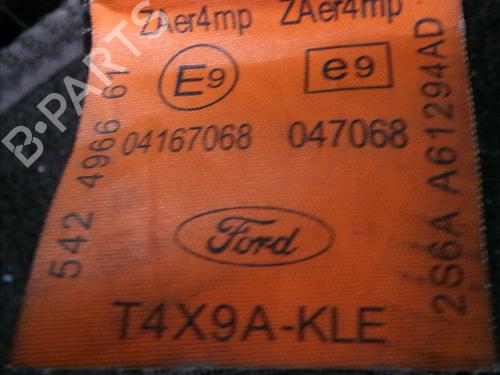 ZAer4mp ZAer4mp
E9 e9
04167068 047068
542 4966 61
2S6A A61294AD
Ford
T4X9A-KLE
B-PARTS